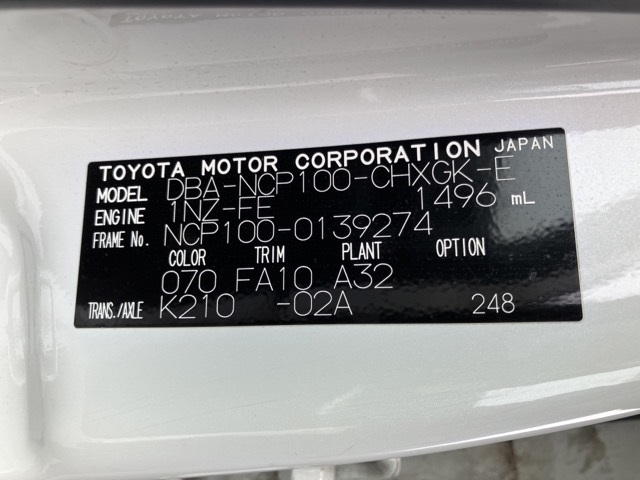 TOYOTA MOTOR CORPORATION JAPAN
MODEL DBA-NCP100-CHXGK-E
ENGINE 1NZ-FE 1496 mL
FRAME No. NCP100-0139274
COLOR TRIM PLANT OPTION
070 FA10 A32
TRANS./AXLE K210 -02A 248